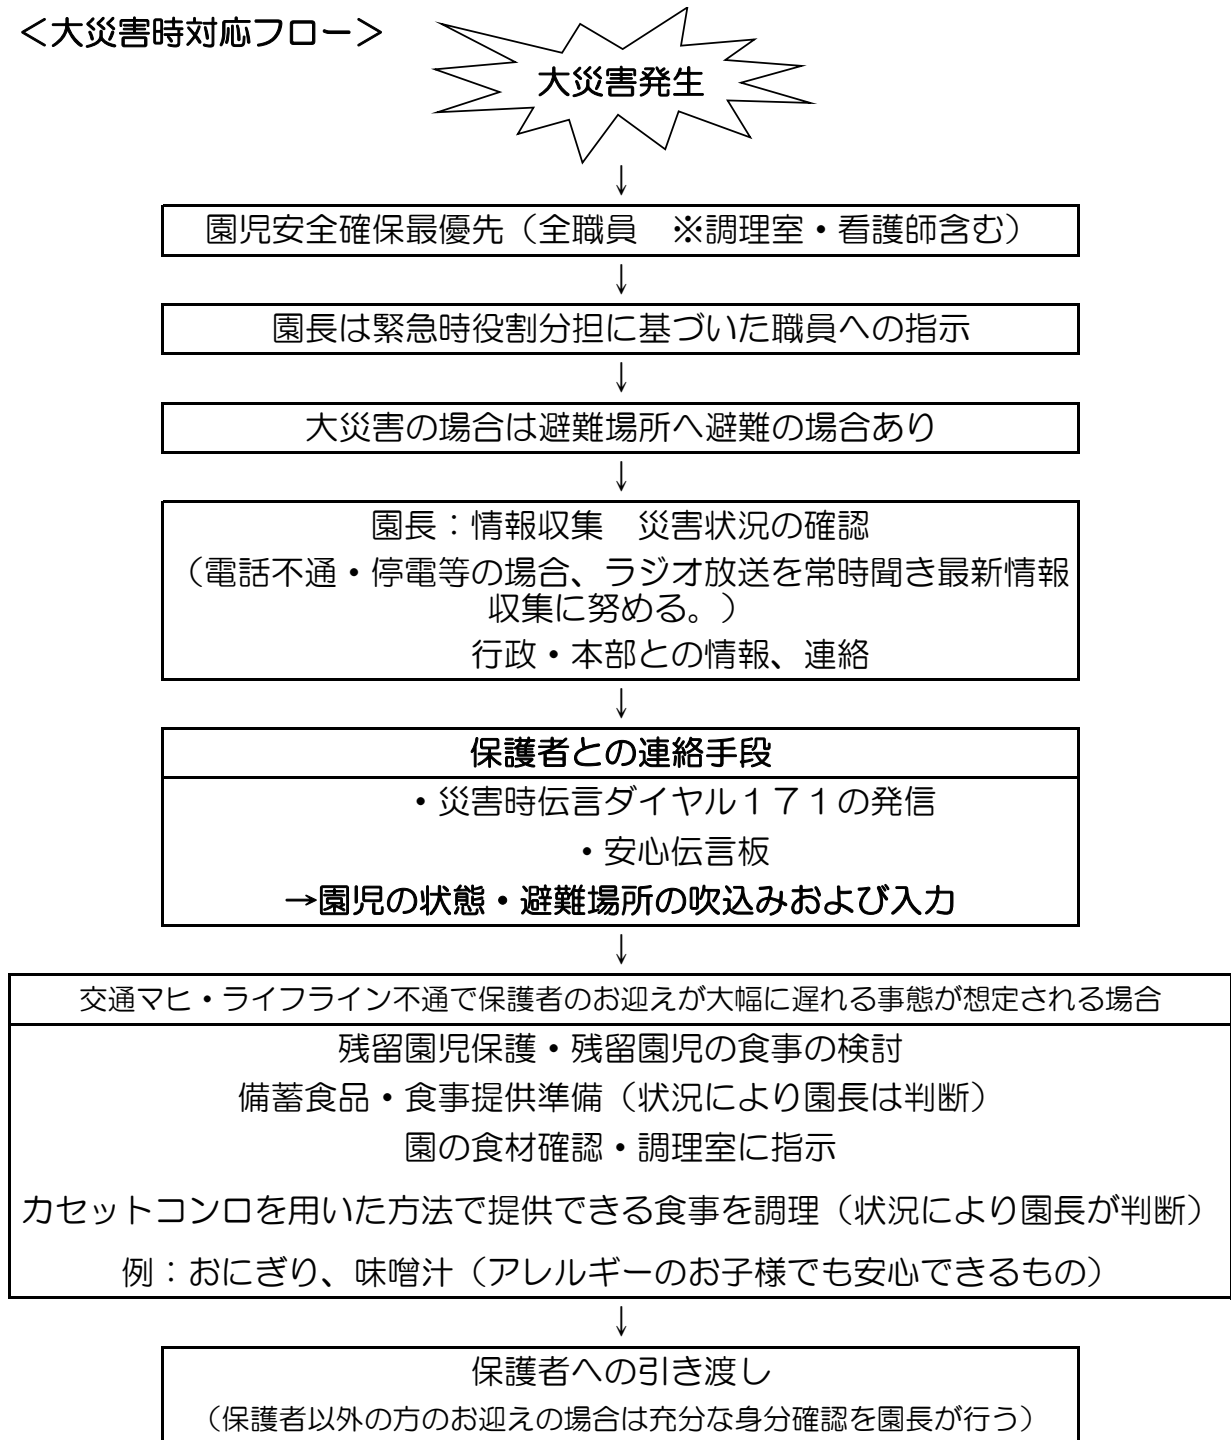 ＜大災害時対応フロー＞
大災害発生
↓
園児安全確保最優先（全職員　※調理室・看護師含む）
↓
園長は緊急時役割分担に基づいた職員への指示
↓
大災害の場合は避難場所へ避難の場合あり
↓
園長：情報収集　災害状況の確認
（電話不通・停電等の場合、ラジオ放送を常時聞き最新情報
収集に努める。）
行政・本部との情報、連絡
↓
保護者との連絡手段
・災害時伝言ダイヤル１７１の発信
・安心伝言板
→園児の状態・避難場所の吹込みおよび入力
↓
交通マヒ・ライフライン不通で保護者のお迎えが大幅に遅れる事態が想定される場合
残留園児保護・残留園児の食事の検討
備蓄食品・食事提供準備（状況により園長は判断）
園の食材確認・調理室に指示
カセットコンロを用いた方法で提供できる食事を調理（状況により園長が判断）
例：おにぎり、味噌汁（アレルギーのお子様でも安心できるもの）
↓
保護者への引き渡し
（保護者以外の方のお迎えの場合は充分な身分確認を園長が行う）